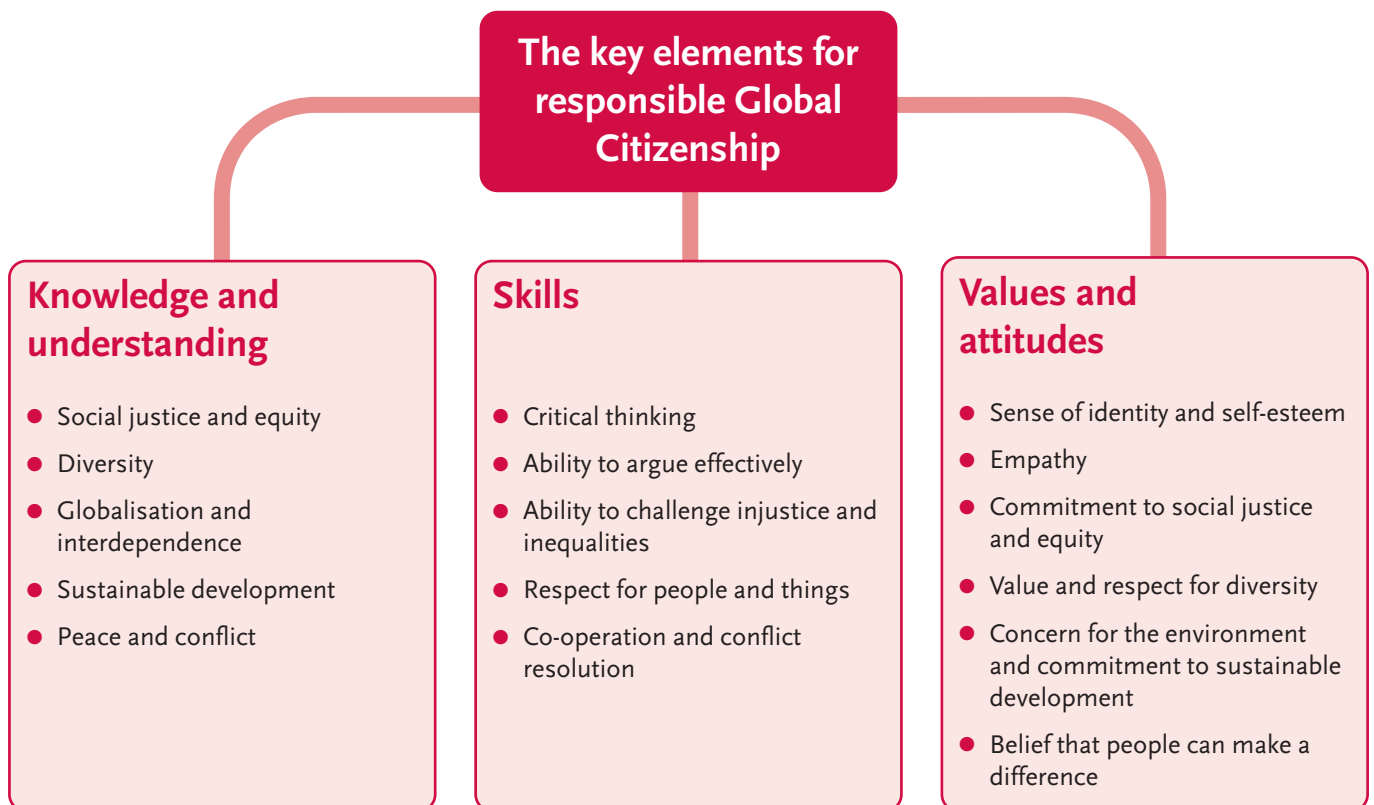 The key elements for
responsible Global
Citizenship
Knowledge and
understanding
● Social justice and equity
● Diversity
● Globalisation and
interdependence
● Sustainable development
● Peace and conflict
Skills
● Critical thinking
● Ability to argue effectively
● Ability to challenge injustice and
inequalities
● Respect for people and things
● Co-operation and conflict
resolution
Values and
attitudes
● Sense of identity and self-esteem
● Empathy
● Commitment to social justice
and equity
● Value and respect for diversity
● Concern for the environment
and commitment to sustainable
development
● Belief that people can make a
difference